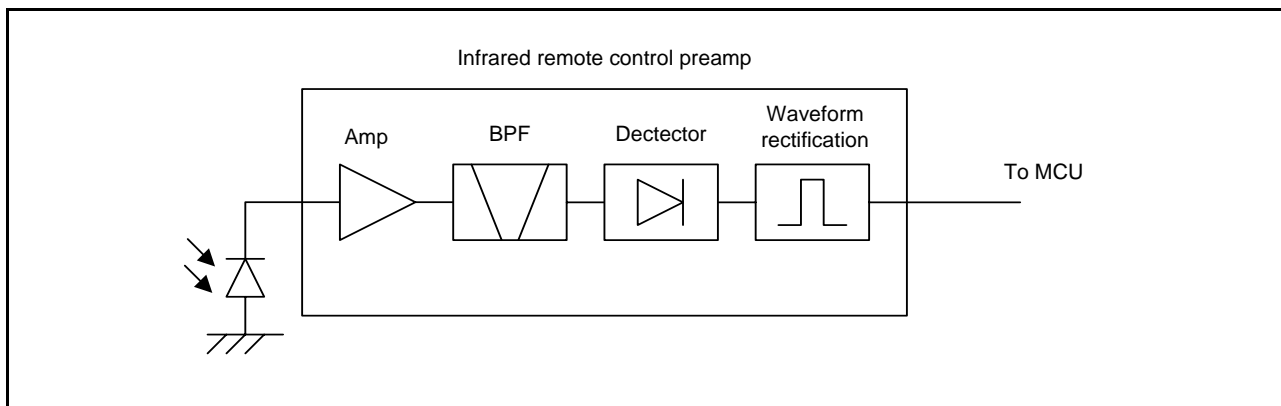 Infrared remote control preamp
Amp
BPF
Dectector
Waveform
rectification
To MCU